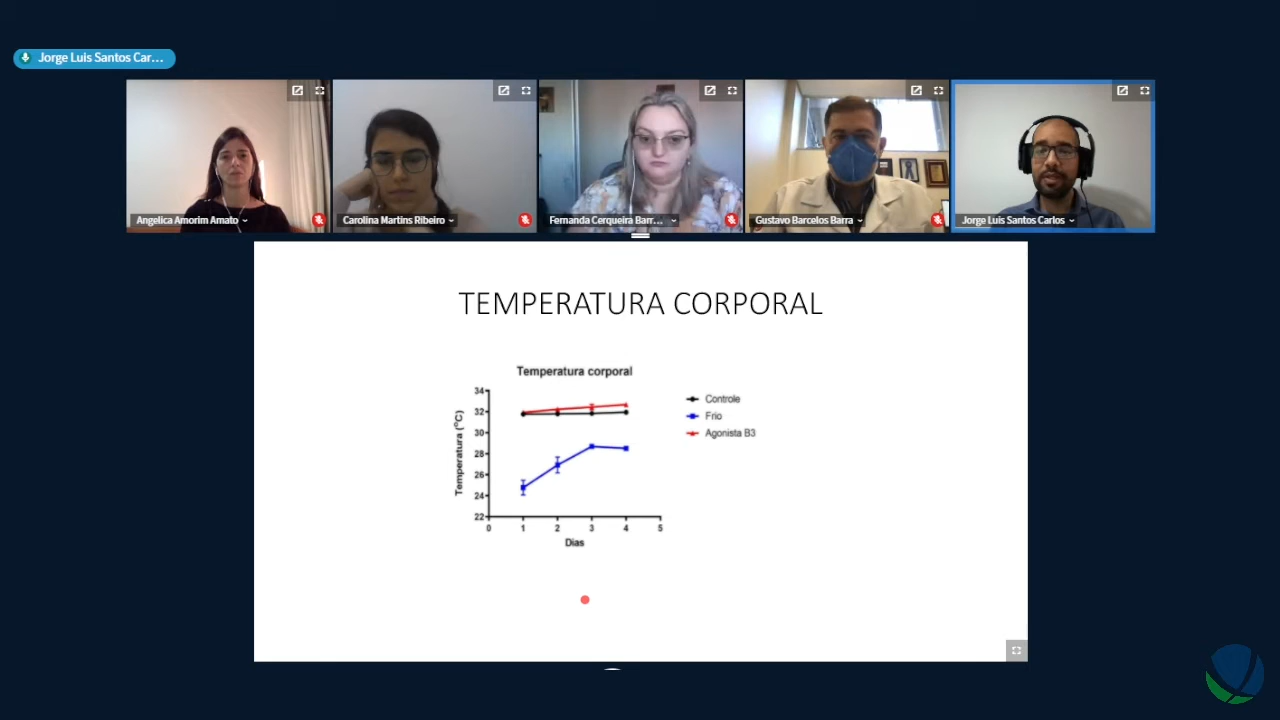 Jorge Luis Santos Car...
Angelica Amorim Amato
Carolina Martins Ribeiro
Fernanda Cerqueira Barr...
Gustavo Barcelos Barra
Jorge Luis Santos Carlos
TEMPERATURA CORPORAL
Temperatura corporal
Temperatura (°C)
34
32
30
28
26
24
22
0 1 2 3 4 5
Dias
Controle
Frio
Agonista B3